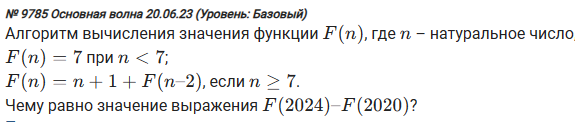 № 9785 Основная волна 20.06.23 (Уровень: Базовый)
Алгоритм вычисления значения функции F(n), где n – натуральное число,
F(n) = 7 при n < 7;
F(n) = n + 1 + F(n–2), если n ≥ 7.
Чему равно значение выражения F(2024)–F(2020)?